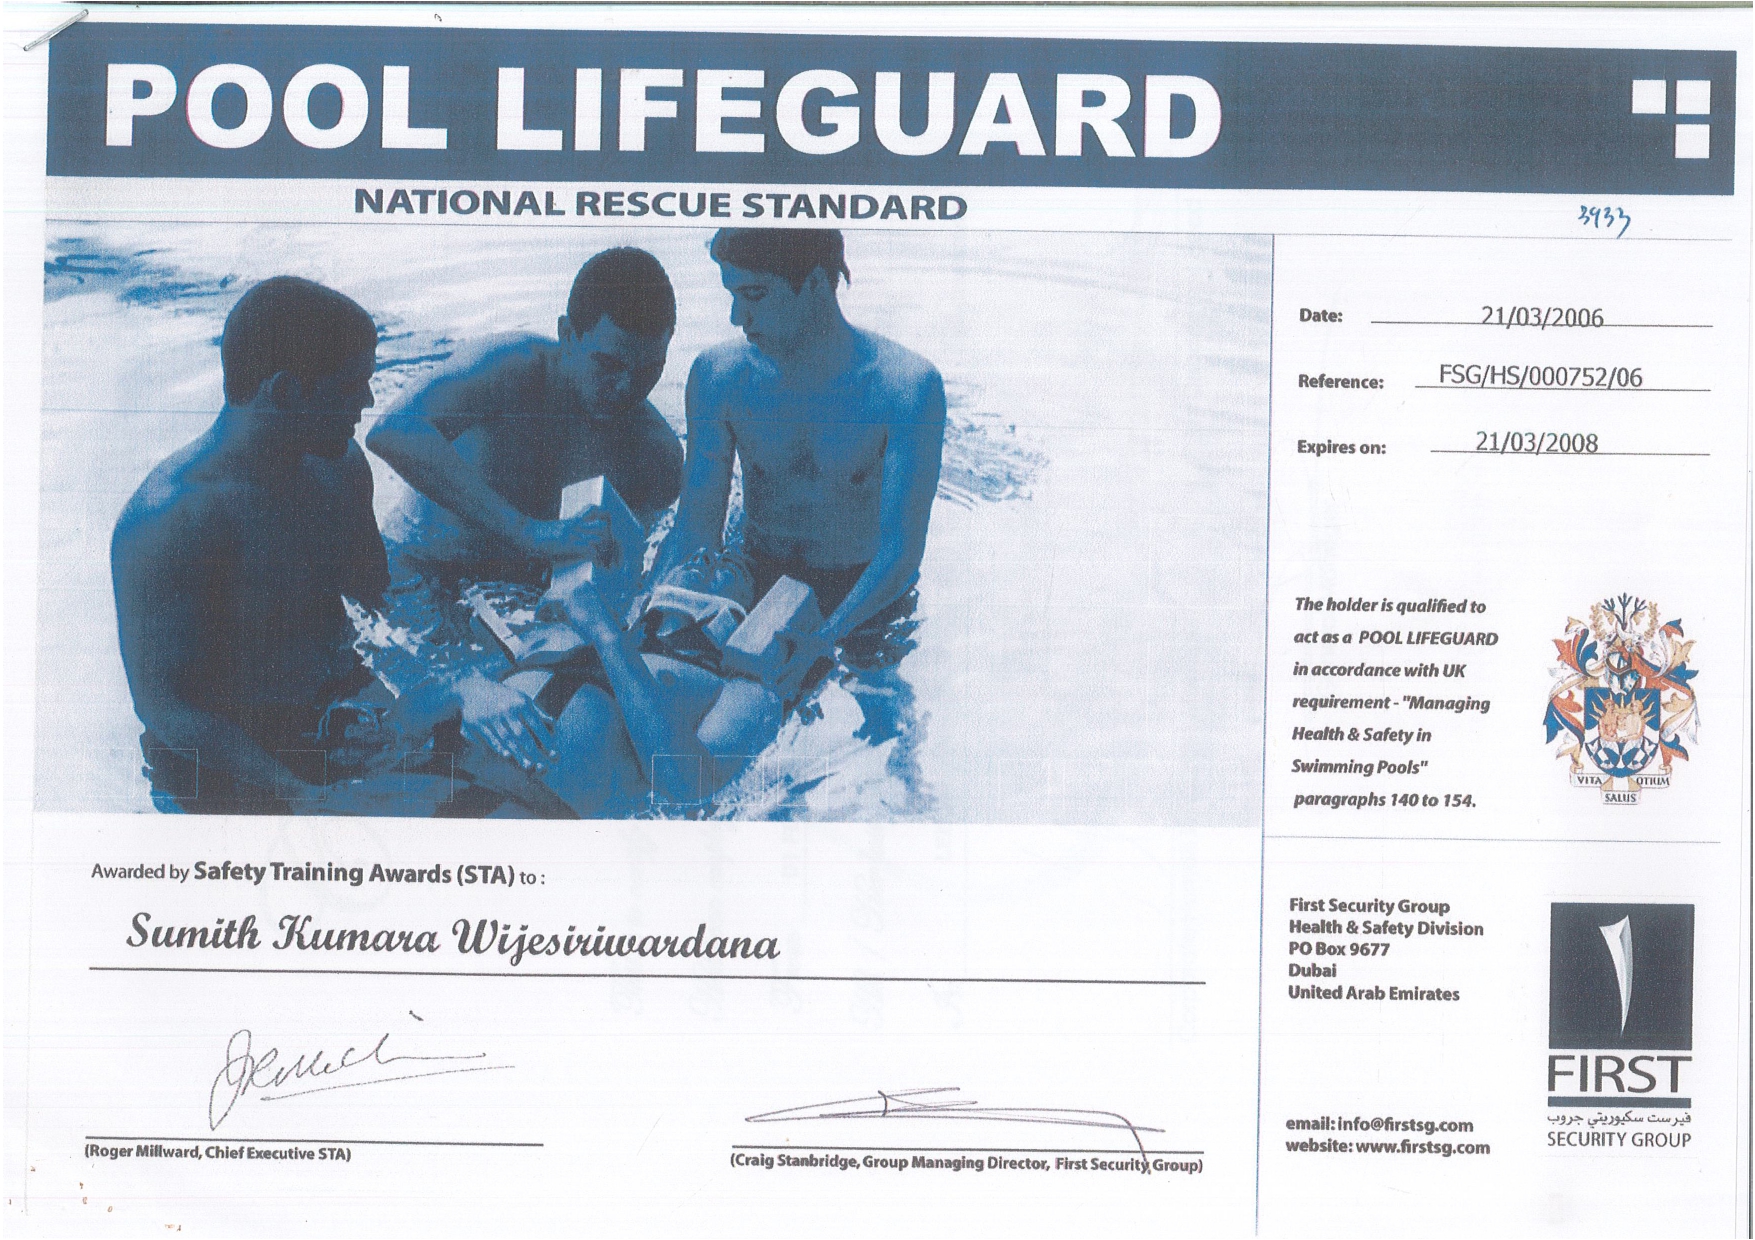 POOL LIFEGUARD
NATIONAL RESCUE STANDARD
3933
Date: 21/03/2006
Reference: FSG/HS/000752/06
Expires on: 21/03/2008
The holder is qualified to
act as a POOL LIFEGUARD
in accordance with UK
requirement - "Managing
Health & Safety in
Swimming Pools"
paragraphs 140 to 154.
VITA OTIUM
SALUS
Awarded by Safety Training Awards (STA) to :
Sumith Kumara Wijesiriwardana
(Roger Millward, Chief Executive STA)
(Craig Stanbridge, Group Managing Director, First Security Group)
First Security Group
Health & Safety Division
PO Box 9677
Dubai
United Arab Emirates
email: info@firstsg.com
website: www.firstsg.com
FIRST
فيرست سكيوريتي جروب
SECURITY GROUP